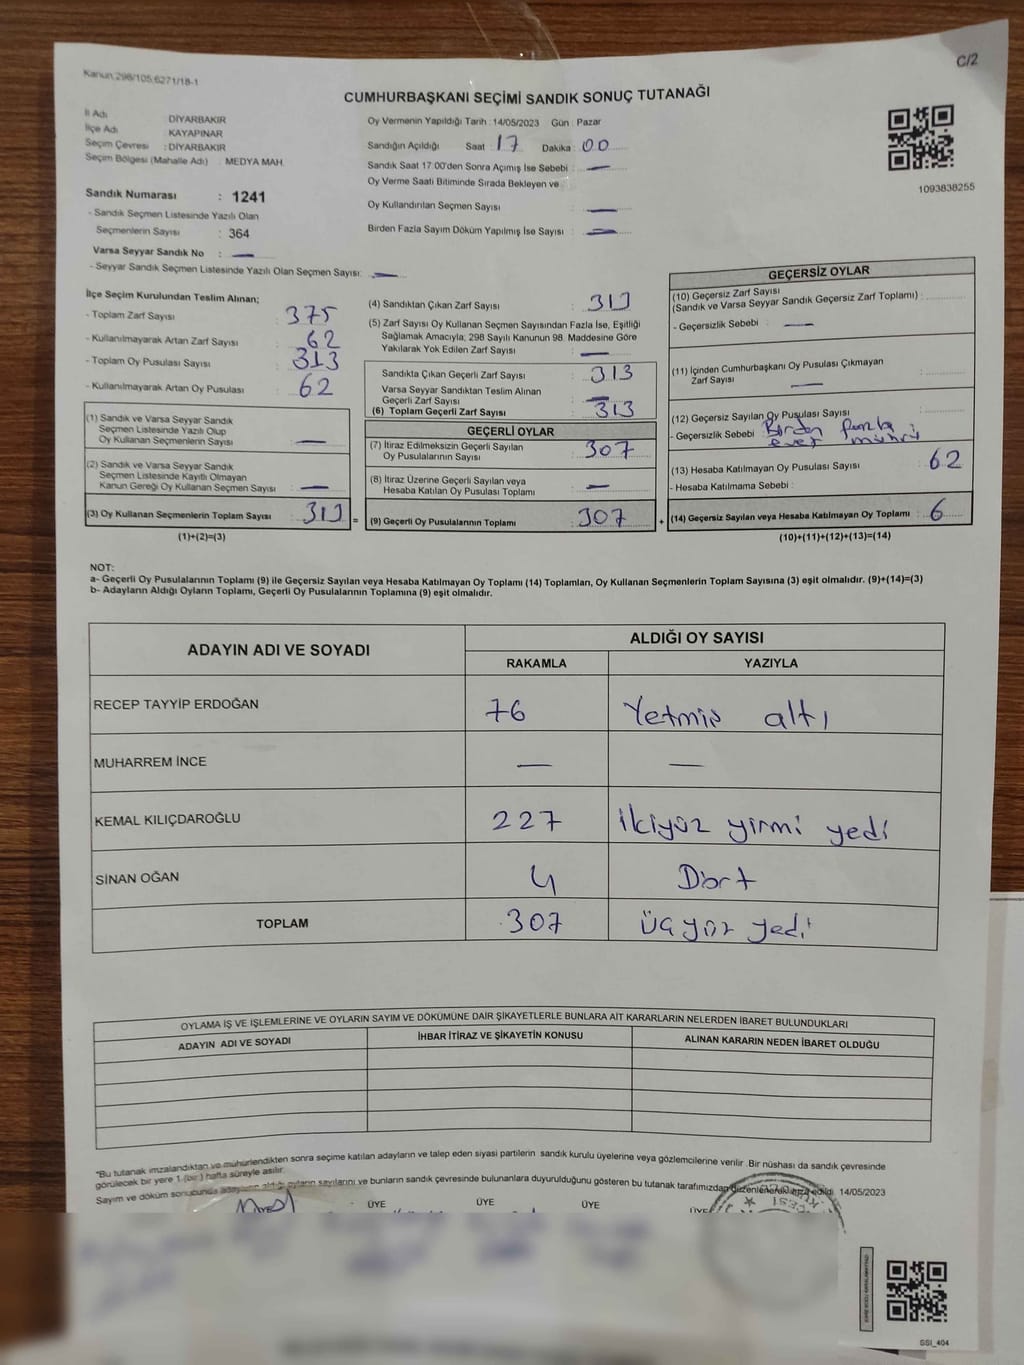 C/2
Kanun:298/105;6271/18-1
CUMHURBAŞKANI SEÇİMİ SANDIK SONUÇ TUTANAĞI
İl Adı : DİYARBAKIR
İlçe Adı : KAYAPINAR
Seçim Çevresi : DİYARBAKIR
Seçim Bölgesi (Mahalle Adı) : MEDYA MAH.
Oy Vermenin Yapıldığı Tarih : 14/05/2023 Gün : Pazar
Sandığın Açıldığı Saat : 17 Dakika : 00
Sandık Saat 17:00'den Sonra Açımış İse Sebebi : —
Oy Verme Saati Bitiminde Sırada Bekleyen ve
Oy Kullandırılan Seçmen Sayısı : —
Birden Fazla Sayım Döküm Yapılmış İse Sayısı : —
1093838255
Sandık Numarası : 1241
- Sandık Seçmen Listesinde Yazılı Olan
Seçmenlerin Sayısı : 364
Varsa Seyyar Sandık No : —
- Seyyar Sandık Seçmen Listesinde Yazılı Olan Seçmen Sayısı: —
İlçe Seçim Kurulundan Teslim Alınan;
- Toplam Zarf Sayısı : 375
- Kullanılmayarak Artan Zarf Sayısı : 62
- Toplam Oy Pusulası Sayısı : 313
- Kullanılmayarak Artan Oy Pusulası : 62
(1) Sandık ve Varsa Seyyar Sandık
Seçmen Listesinde Yazılı Olup
Oy Kullanan Seçmenlerin Sayısı : —
(2) Sandık ve Varsa Seyyar Sandık
Seçmen Listesinde Kayıtlı Olmayan
Kanun Gereği Oy Kullanan Seçmen Sayısı : —
(3) Oy Kullanan Seçmenlerin Toplam Sayısı : 313 =
(1)+(2)=(3)
(4) Sandıktan Çıkan Zarf Sayısı : 313
(5) Zarf Sayısı Oy Kullanan Seçmen Sayısından Fazla İse, Eşitliği
Sağlamak Amacıyla; 298 Sayılı Kanunun 98. Maddesine Göre
Yakılarak Yok Edilen Zarf Sayısı : —
Sandıkta Çıkan Geçerli Zarf Sayısı : 313
Varsa Seyyar Sandıktan Teslim Alınan
Geçerli Zarf Sayısı : —
(6) Toplam Geçerli Zarf Sayısı : 313
GEÇERLİ OYLAR
(7) İtiraz Edilmeksizin Geçerli Sayılan
Oy Pusulalarının Sayısı : 307
(8) İtiraz Üzerine Geçerli Sayılan veya
Hesaba Katılan Oy Pusulası Toplamı : —
(9) Geçerli Oy Pusulalarının Toplamı : 307 +
GEÇERSİZ OYLAR
(10) Geçersiz Zarf Sayısı
(Sandık ve Varsa Seyyar Sandık Geçersiz Zarf Toplamı) :
- Geçersizlik Sebebi : —
(11) İçinden Cumhurbaşkanı Oy Pusulası Çıkmayan
Zarf Sayısı : —
(12) Geçersiz Sayılan Oy Pusulası Sayısı :
- Geçersizlik Sebebi : Birden fazla
evet mührü
(13) Hesaba Katılmayan Oy Pusulası Sayısı : 62
- Hesaba Katılmama Sebebi :
(14) Geçersiz Sayılan veya Hesaba Katılmayan Oy Toplamı : 6
(10)+(11)+(12)+(13)=(14)
NOT:
a- Geçerli Oy Pusulalarının Toplamı (9) ile Geçersiz Sayılan veya Hesaba Katılmayan Oy Toplamı (14) Toplamları, Oy Kullanan Seçmenlerin Toplam Sayısına (3) eşit olmalıdır. (9)+(14)=(3)
b- Adayların Aldığı Oyların Toplamı, Geçerli Oy Pusulalarının Toplamına (9) eşit olmalıdır.
ADAYIN ADI VE SOYADI ALDIĞI OY SAYISI
RAKAMLA YAZIYLA
RECEP TAYYİP ERDOĞAN 76 Yetmiş altı
MUHARREM İNCE — —
KEMAL KILIÇDAROĞLU 227 ikiyüz yirmi yedi
SİNAN OĞAN 4 Dört
TOPLAM 307 üçyüz yedi
OYLAMA İŞ VE İŞLEMLERİNE VE OYLARIN SAYIM VE DÖKÜMÜNE DAİR ŞİKAYETLERLE BUNLARA AİT KARARLARIN NELERDEN İBARET BULUNDUKLARI
ADAYIN ADI VE SOYADI İHBAR İTİRAZ VE ŞİKAYETİN KONUSU ALINAN KARARIN NEDEN İBARET OLDUĞU
*Bu tutanak imzalandıktan ve mühürlendikten sonra seçime katılan adayların ve talep eden siyasi partilerin sandık kurulu üyelerine veya gözlemcilerine verilir. Bir nüshası da sandık çevresinde
görülecek bir yere 1 (bir) hafta süreyle asılır.
Sayım ve döküm sonucunda adayların aldığı oyların sayılarını ve bunların sandık çevresinde bulunanlara duyurulduğunu gösteren bu tutanak tarafımızdan düzenlenerek imza edildi. 14/05/2023
ÜYE ÜYE ÜYE ÜYE
SSI_404